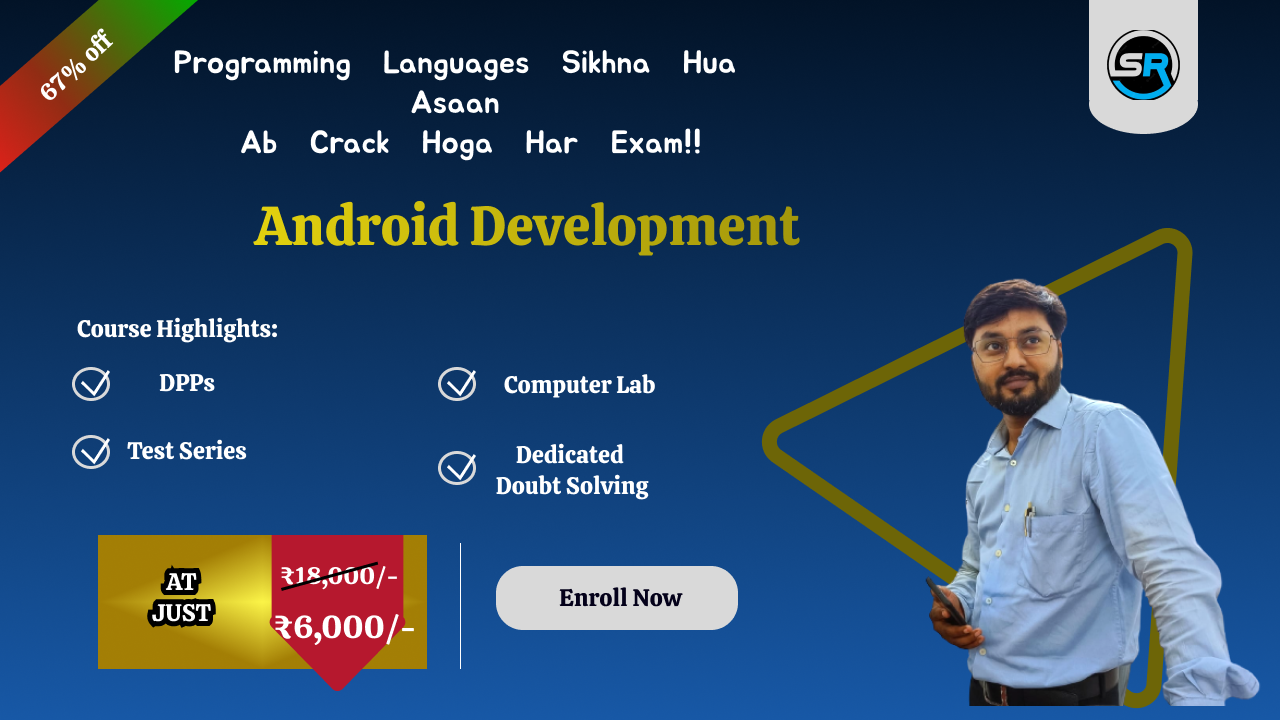 67% off
Programming Languages Sikhna Hua
Asaan
Ab Crack Hoga Har Exam!!
SR
Android Development
Course Highlights:
DPPs
Computer Lab
Test Series
Dedicated
Doubt Solving
AT
JUST
₹18,000/-
₹6,000/-
Enroll Now